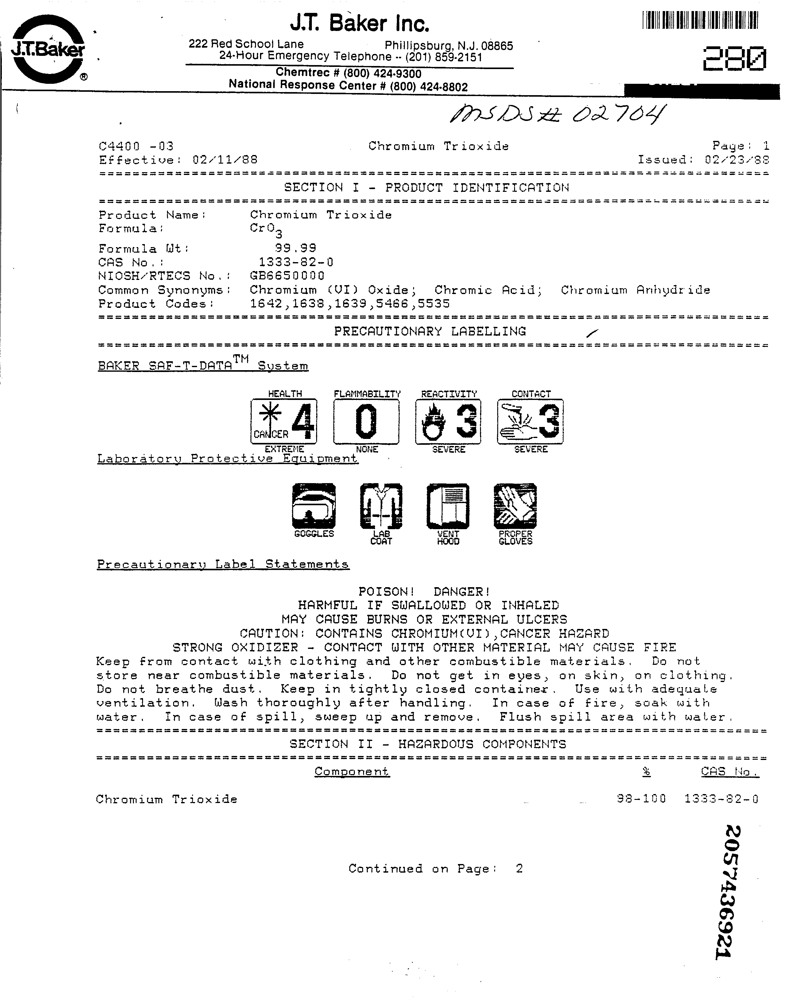 J.T. Baker Inc.
J.T.Baker
®
222 Red School Lane Phillipsburg, N.J. 08865
24-Hour Emergency Telephone -- (201) 859-2151
Chemtrec # (800) 424-9300
National Response Center # (800) 424-8802
280
MSDS# 02704
C4400 -03 Chromium Trioxide Page: 1
Effective: 02/11/88 Issued: 02/23/88
SECTION I - PRODUCT IDENTIFICATION
Product Name: Chromium Trioxide
Formula: CrO3
Formula Wt: 99.99
CAS No.: 1333-82-0
NIOSH/RTECS No.: GB6650000
Common Synonyms: Chromium (VI) Oxide; Chromic Acid; Chromium Anhydride
Product Codes: 1642,1638,1639,5466,5535
PRECAUTIONARY LABELLING
BAKER SAF-T-DATA™ System
HEALTH FLAMMABILITY REACTIVITY CONTACT
CANCER 4 0 3 3
EXTREME NONE SEVERE SEVERE
Laboratory Protective Equipment
GOGGLES LAB COAT VENT HOOD PROPER GLOVES
Precautionary Label Statements
POISON! DANGER!
HARMFUL IF SWALLOWED OR INHALED
MAY CAUSE BURNS OR EXTERNAL ULCERS
CAUTION: CONTAINS CHROMIUM(VI),CANCER HAZARD
STRONG OXIDIZER - CONTACT WITH OTHER MATERIAL MAY CAUSE FIRE
Keep from contact with clothing and other combustible materials. Do not
store near combustible materials. Do not get in eyes, on skin, on clothing.
Do not breathe dust. Keep in tightly closed container. Use with adequate
ventilation. Wash thoroughly after handling. In case of fire, soak with
water. In case of spill, sweep up and remove. Flush spill area with water.
SECTION II - HAZARDOUS COMPONENTS
Component % CAS No.
Chromium Trioxide 98-100 1333-82-0
Continued on Page: 2
2057436921